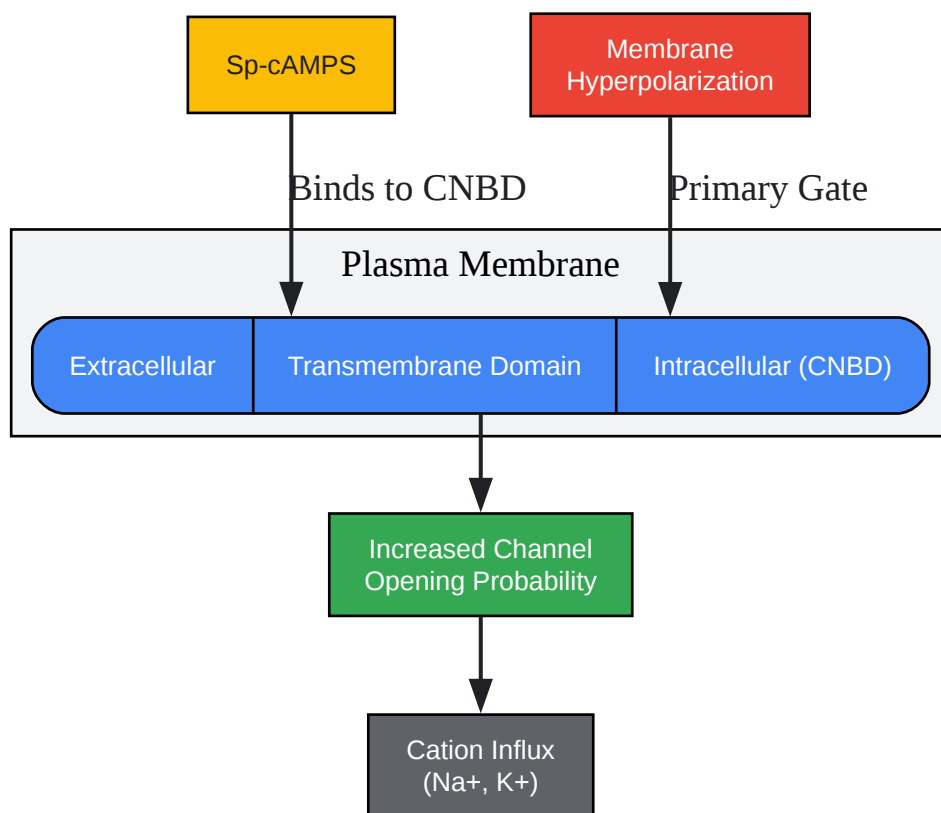 Sp-cAMPS
Membrane
Hyperpolarization
Binds to CNBD
Primary Gate
Plasma Membrane
Extracellular
Transmembrane Domain
Intracellular (CNBD)
Increased Channel
Opening Probability
Cation Influx
(Na+, K+)